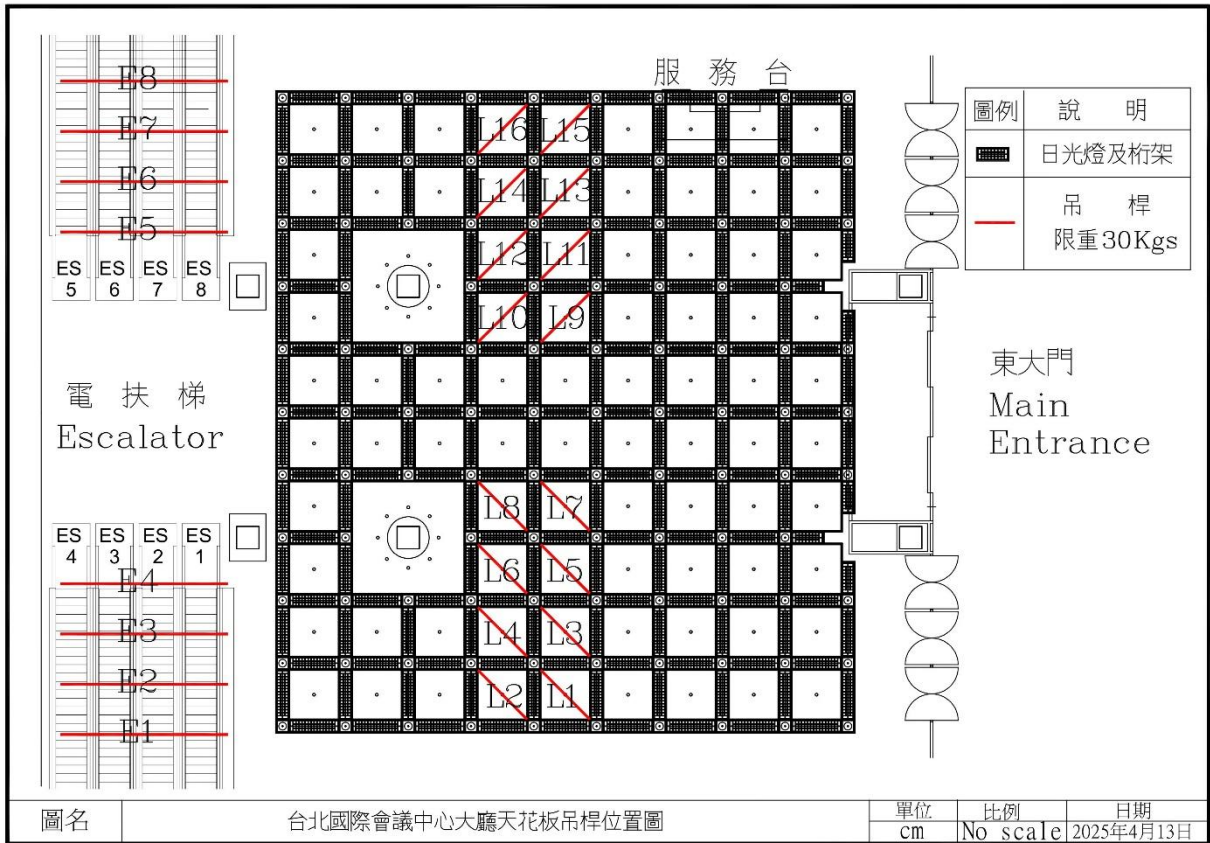 服務台
E8
E7
E6
E5
ES 5
ES 6
ES 7
ES 8
L16 L15
L14 L13
L12 L11
L10 L9
圖例 說明
日光燈及桁架
吊桿
限重30Kgs
電扶梯
Escalator
東大門
Main
Entrance
ES 4
ES 3
ES 2
ES 1
E4
E3
E2
E1
L8 L7
L6 L5
L4 L3
L2 L1
圖名 台北國際會議中心大廳天花板吊桿位置圖
單位 比例 日期
cm No scale 2025年4月13日